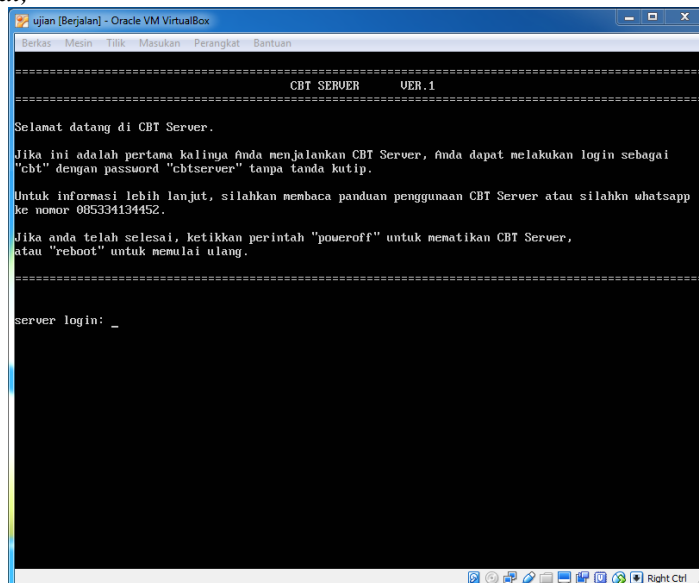 ujian [Berjalan] - Oracle VM VirtualBox
Berkas Mesin Tilik Masukan Perangkat Bantuan
CBT SERVER VER.1
Selamat datang di CBT Server.
Jika ini adalah pertama kalinya Anda menjalankan CBT Server, Anda dapat melakukan login sebagai
"cbt" dengan password "cbtserver" tanpa tanda kutip.
Untuk informasi lebih lanjut, silahkan membaca panduan penggunaan CBT Server atau silahkn whatsapp
ke nomor 085334134452.
Jika anda telah selesai, ketikkan perintah "poweroff" untuk mematikan CBT Server,
atau "reboot" untuk memulai ulang.
server login: _
Right Ctrl